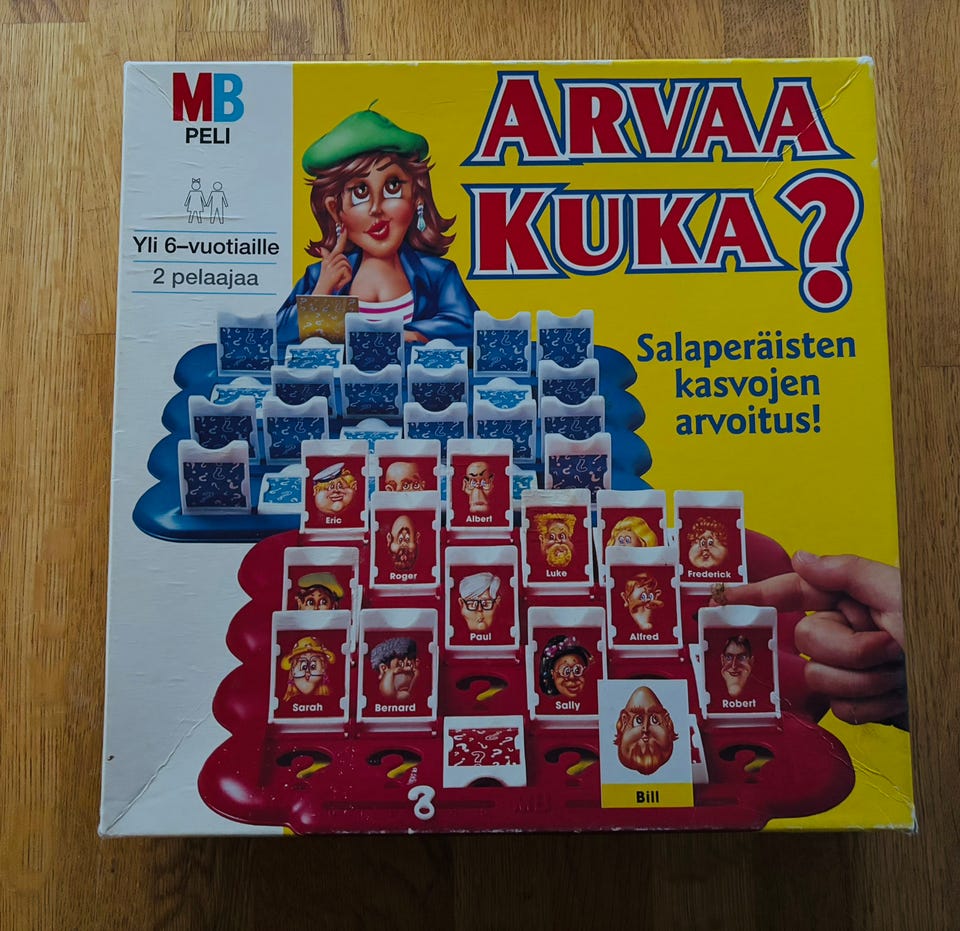 MB
PELI
Yli 6–vuotiaille
2 pelaajaa
ARVAA
KUKA?
Salaperäisten
kasvojen
arvoitus!
Eric
Albert
Roger
Luke
Frederick
Paul
Alfred
Sarah
Bernard
Sally
Robert
Bill